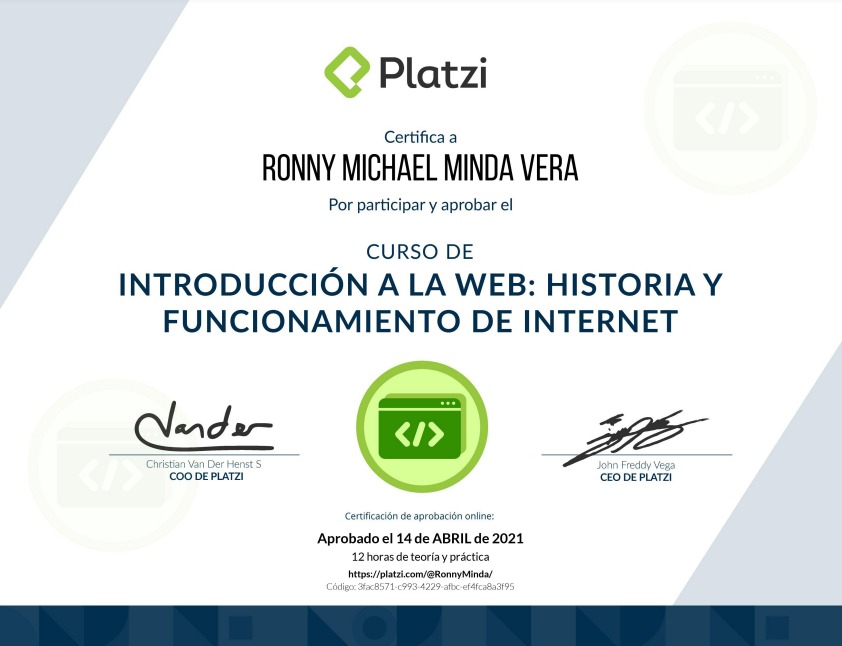 Platzi
Certifica a
RONNY MICHAEL MINDA VERA
Por participar y aprobar el
CURSO DE
INTRODUCCIÓN A LA WEB: HISTORIA Y
FUNCIONAMIENTO DE INTERNET
</>
Vander
Christian Van Der Henst S
COO DE PLATZI
John Freddy Vega
CEO DE PLATZI
Certificación de aprobación online:
Aprobado el 14 de ABRIL de 2021
12 horas de teoría y práctica
https://platzi.com/@RonnyMinda/
Código: 3fac8571-c993-4229-afbc-ef4fca8a3f95